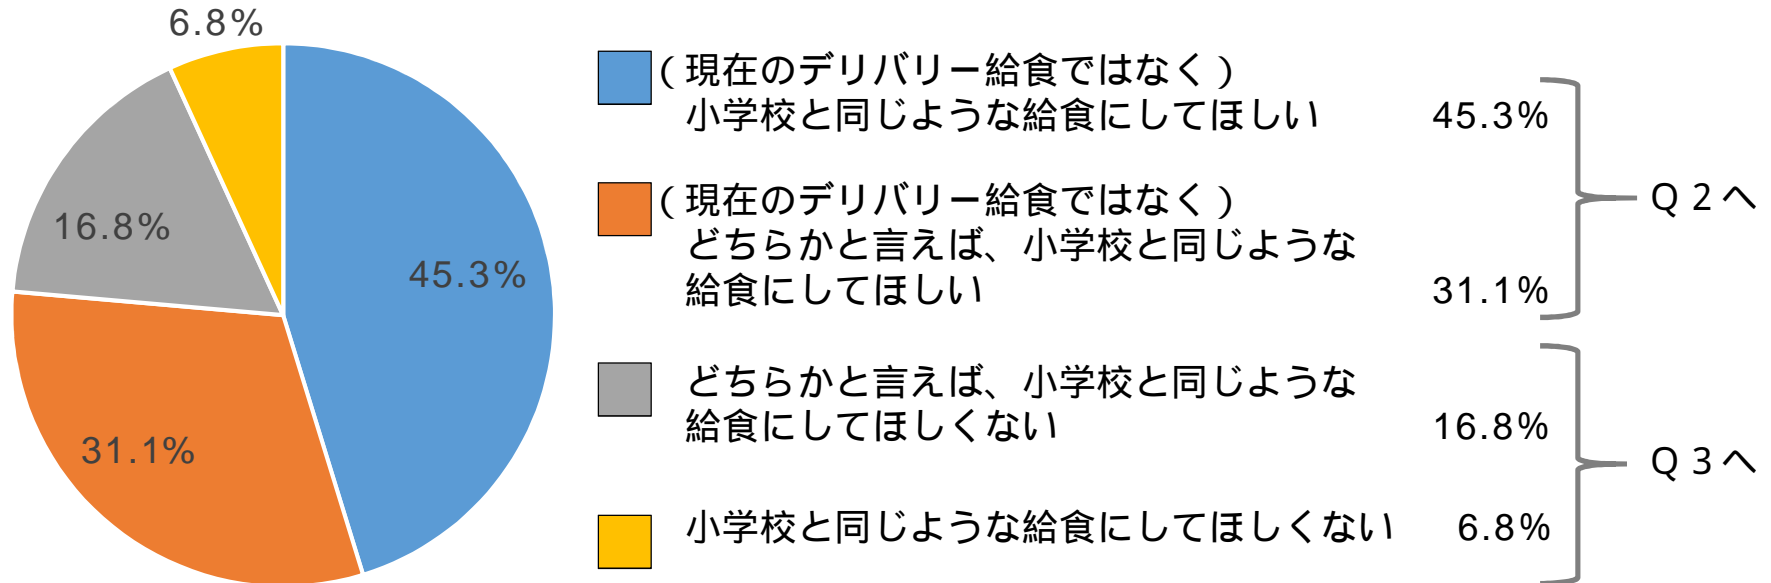 6.8%
45.3%
16.8%
31.1%
(現在のデリバリー給食ではなく)
小学校と同じような給食にしてほしい 45.3%
(現在のデリバリー給食ではなく)
どちらかと言えば、小学校と同じような
給食にしてほしい 31.1%
Q2へ
どちらかと言えば、小学校と同じような
給食にしてほしくない 16.8%
小学校と同じような給食にしてほしくない 6.8%
Q3へ